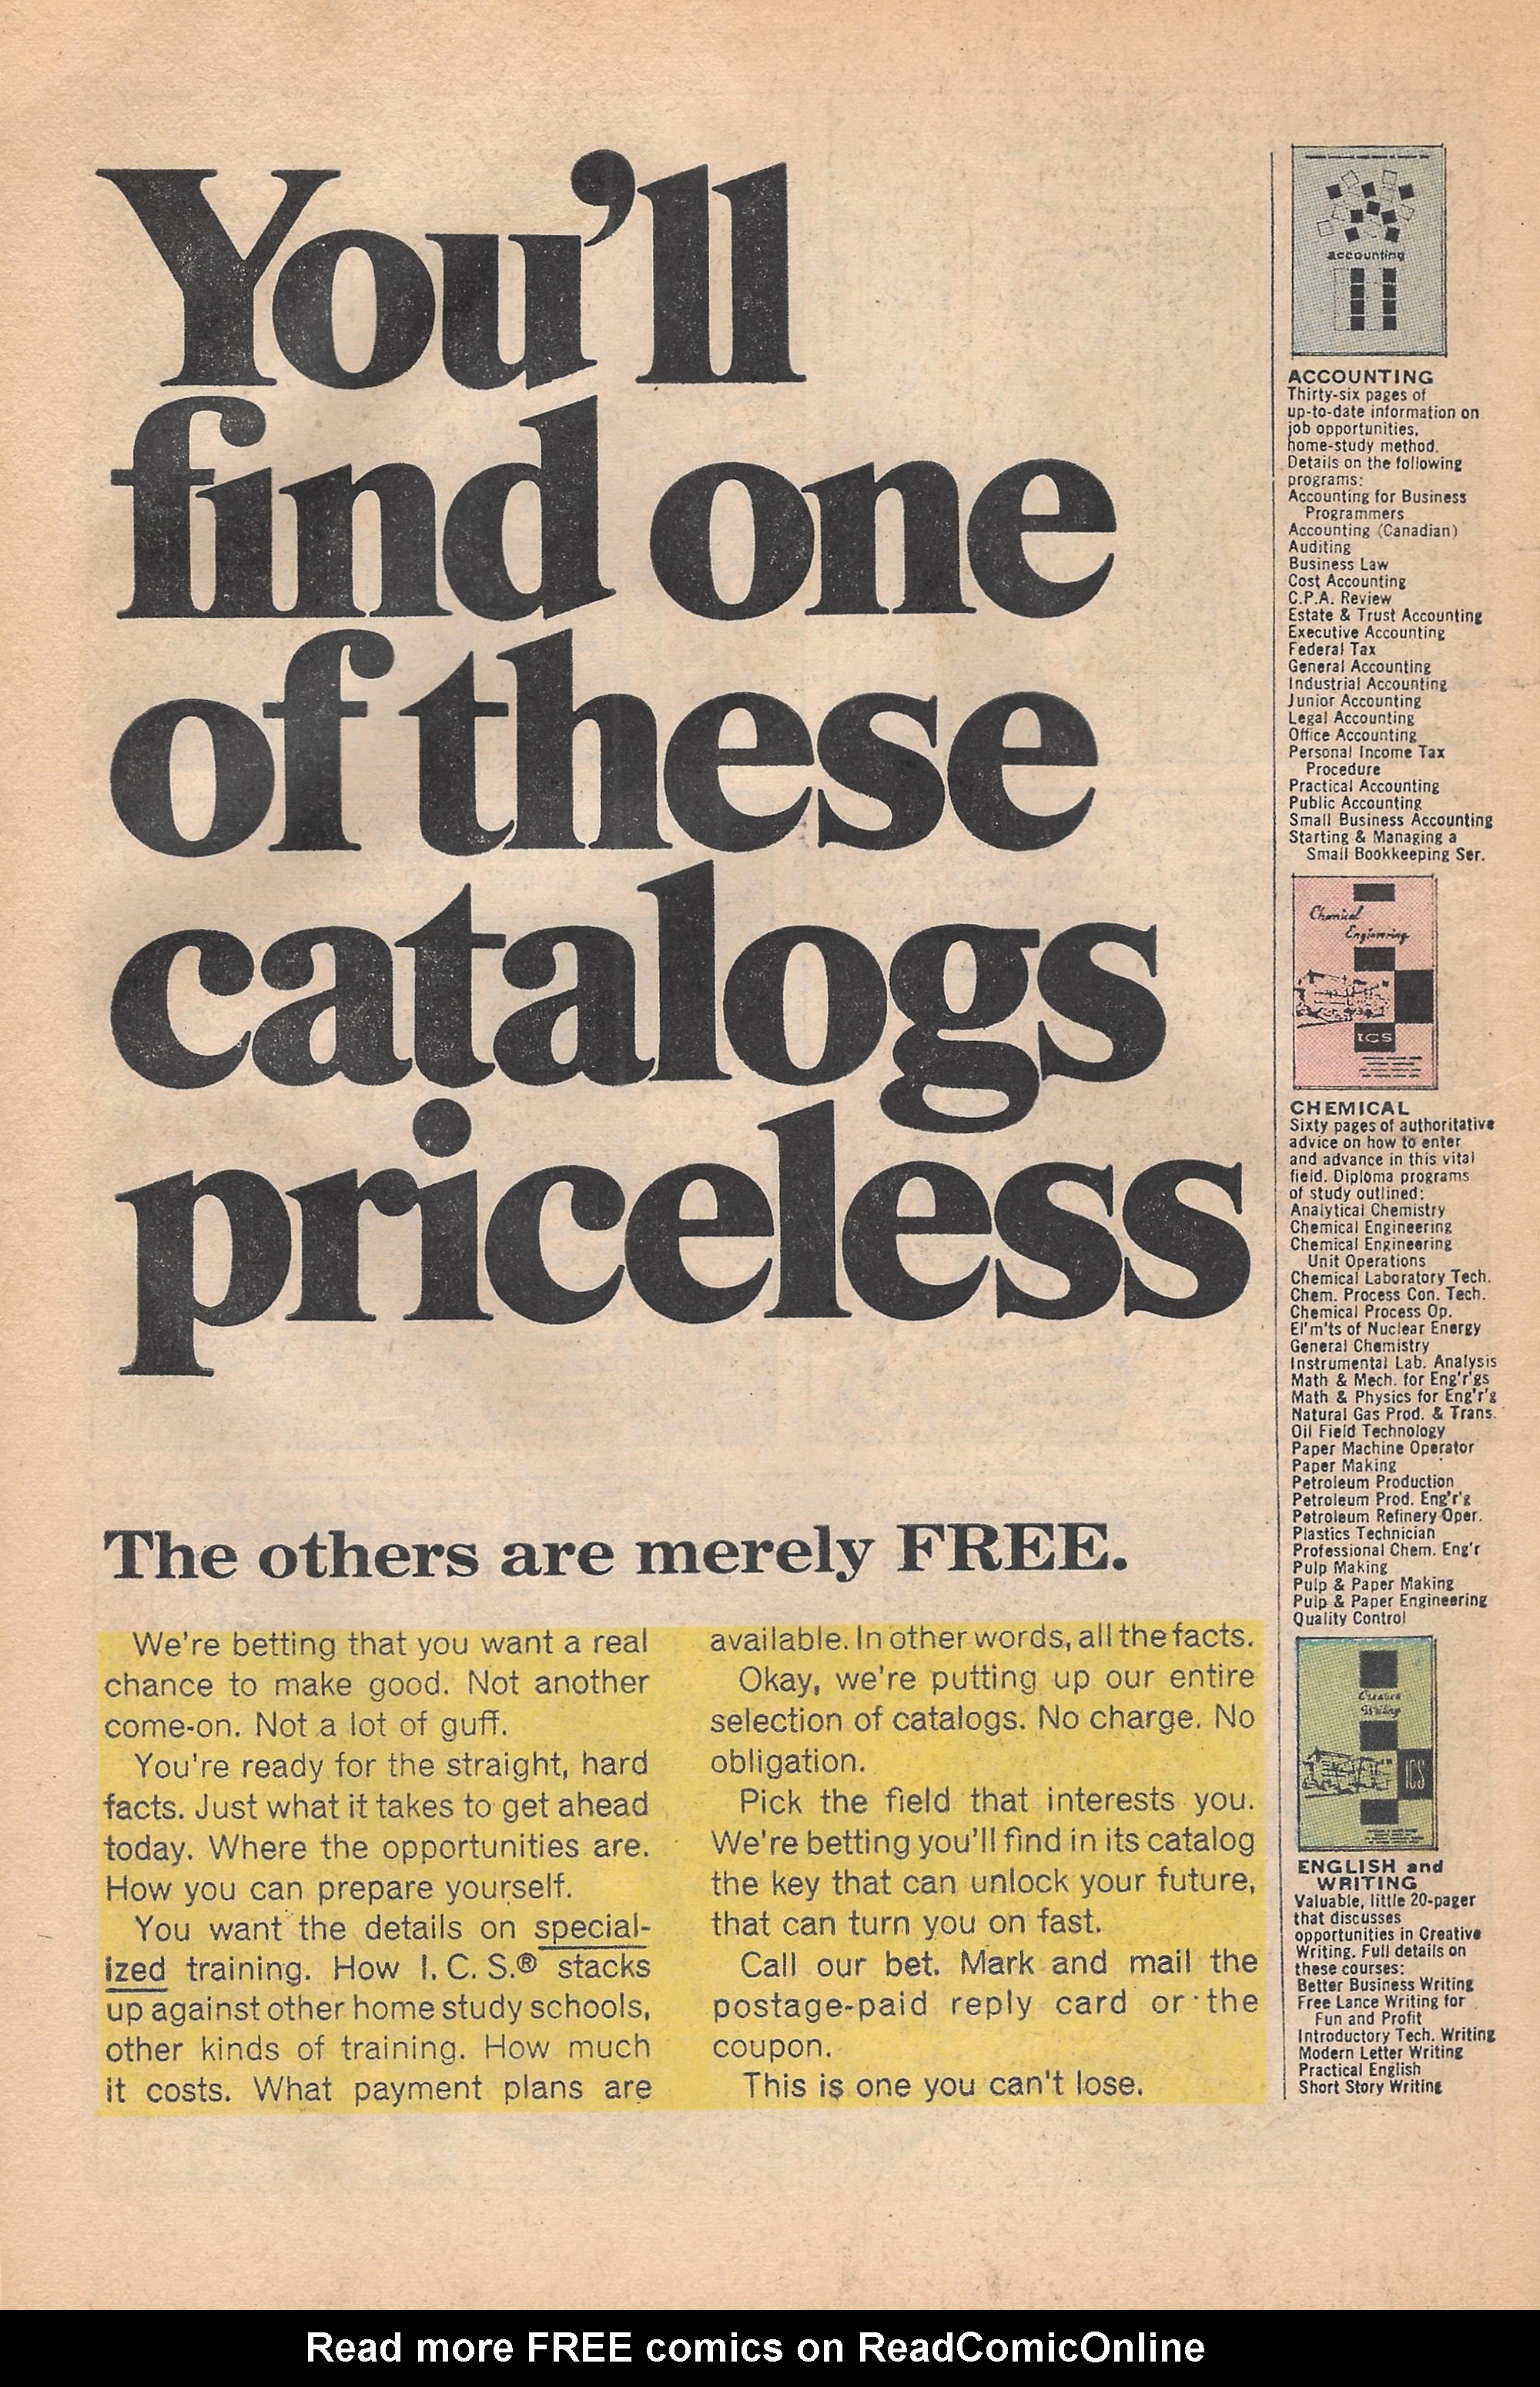 You'll
find one
of these
catalogs
priceless
The others are merely FREE.
We're betting that you want a real
chance to make good. Not another
come-on. Not a lot of guff.
You're ready for the straight, hard
facts. Just what it takes to get ahead
today. Where the opportunities are.
How you can prepare yourself.
You want the details on special-
ized training. How I.C.S.® stacks
up against other home study schools,
other kinds of training. How much
it costs. What payment plans are
available. In other words, all the facts.
Okay, we're putting up our entire
selection of catalogs. No charge. No
obligation.
Pick the field that interests you.
We're betting you'll find in its catalog
the key that can unlock your future,
that can turn you on fast.
Call our bet. Mark and mail the
postage-paid reply card or the
coupon.
This is one you can't lose.
accounting
ACCOUNTING
Thirty-six pages of
up-to-date information on
job opportunities,
home-study method.
Details on the following
programs:
Accounting for Business
Programmers
Accounting (Canadian)
Auditing
Business Law
Cost Accounting
C.P.A. Review
Estate & Trust Accounting
Executive Accounting
Federal Tax
General Accounting
Industrial Accounting
Junior Accounting
Legal Accounting
Office Accounting
Personal Income Tax
Procedure
Practical Accounting
Public Accounting
Small Business Accounting
Starting & Managing a
Small Bookkeeping Ser.
Chemical
Engineering
ICS
CHEMICAL
Sixty pages of authoritative
advice on how to enter
and advance in this vital
field. Diploma programs
of study outlined:
Analytical Chemistry
Chemical Engineering
Chemical Engineering
Unit Operations
Chemical Laboratory Tech.
Chem. Process Con. Tech.
Chemical Process Op.
El'm'ts of Nuclear Energy
General Chemistry
Instrumental Lab. Analysis
Math & Mech. for Eng'r'gs
Math & Physics for Eng'r'g
Natural Gas Prod. & Trans.
Oil Field Technology
Paper Machine Operator
Paper Making
Petroleum Production
Petroleum Prod. Eng'r'g
Petroleum Refinery Oper.
Plastics Technician
Professional Chem. Eng'r
Pulp Making
Pulp & Paper Making
Pulp & Paper Engineering
Quality Control
Creative
Writing
ICS
ENGLISH and
WRITING
Valuable, little 20-pager
that discusses
opportunities in Creative
Writing. Full details on
these courses:
Better Business Writing
Free Lance Writing for
Fun and Profit
Introductory Tech. Writing
Modern Letter Writing
Practical English
Short Story Writing
Read more FREE comics on ReadComicOnline